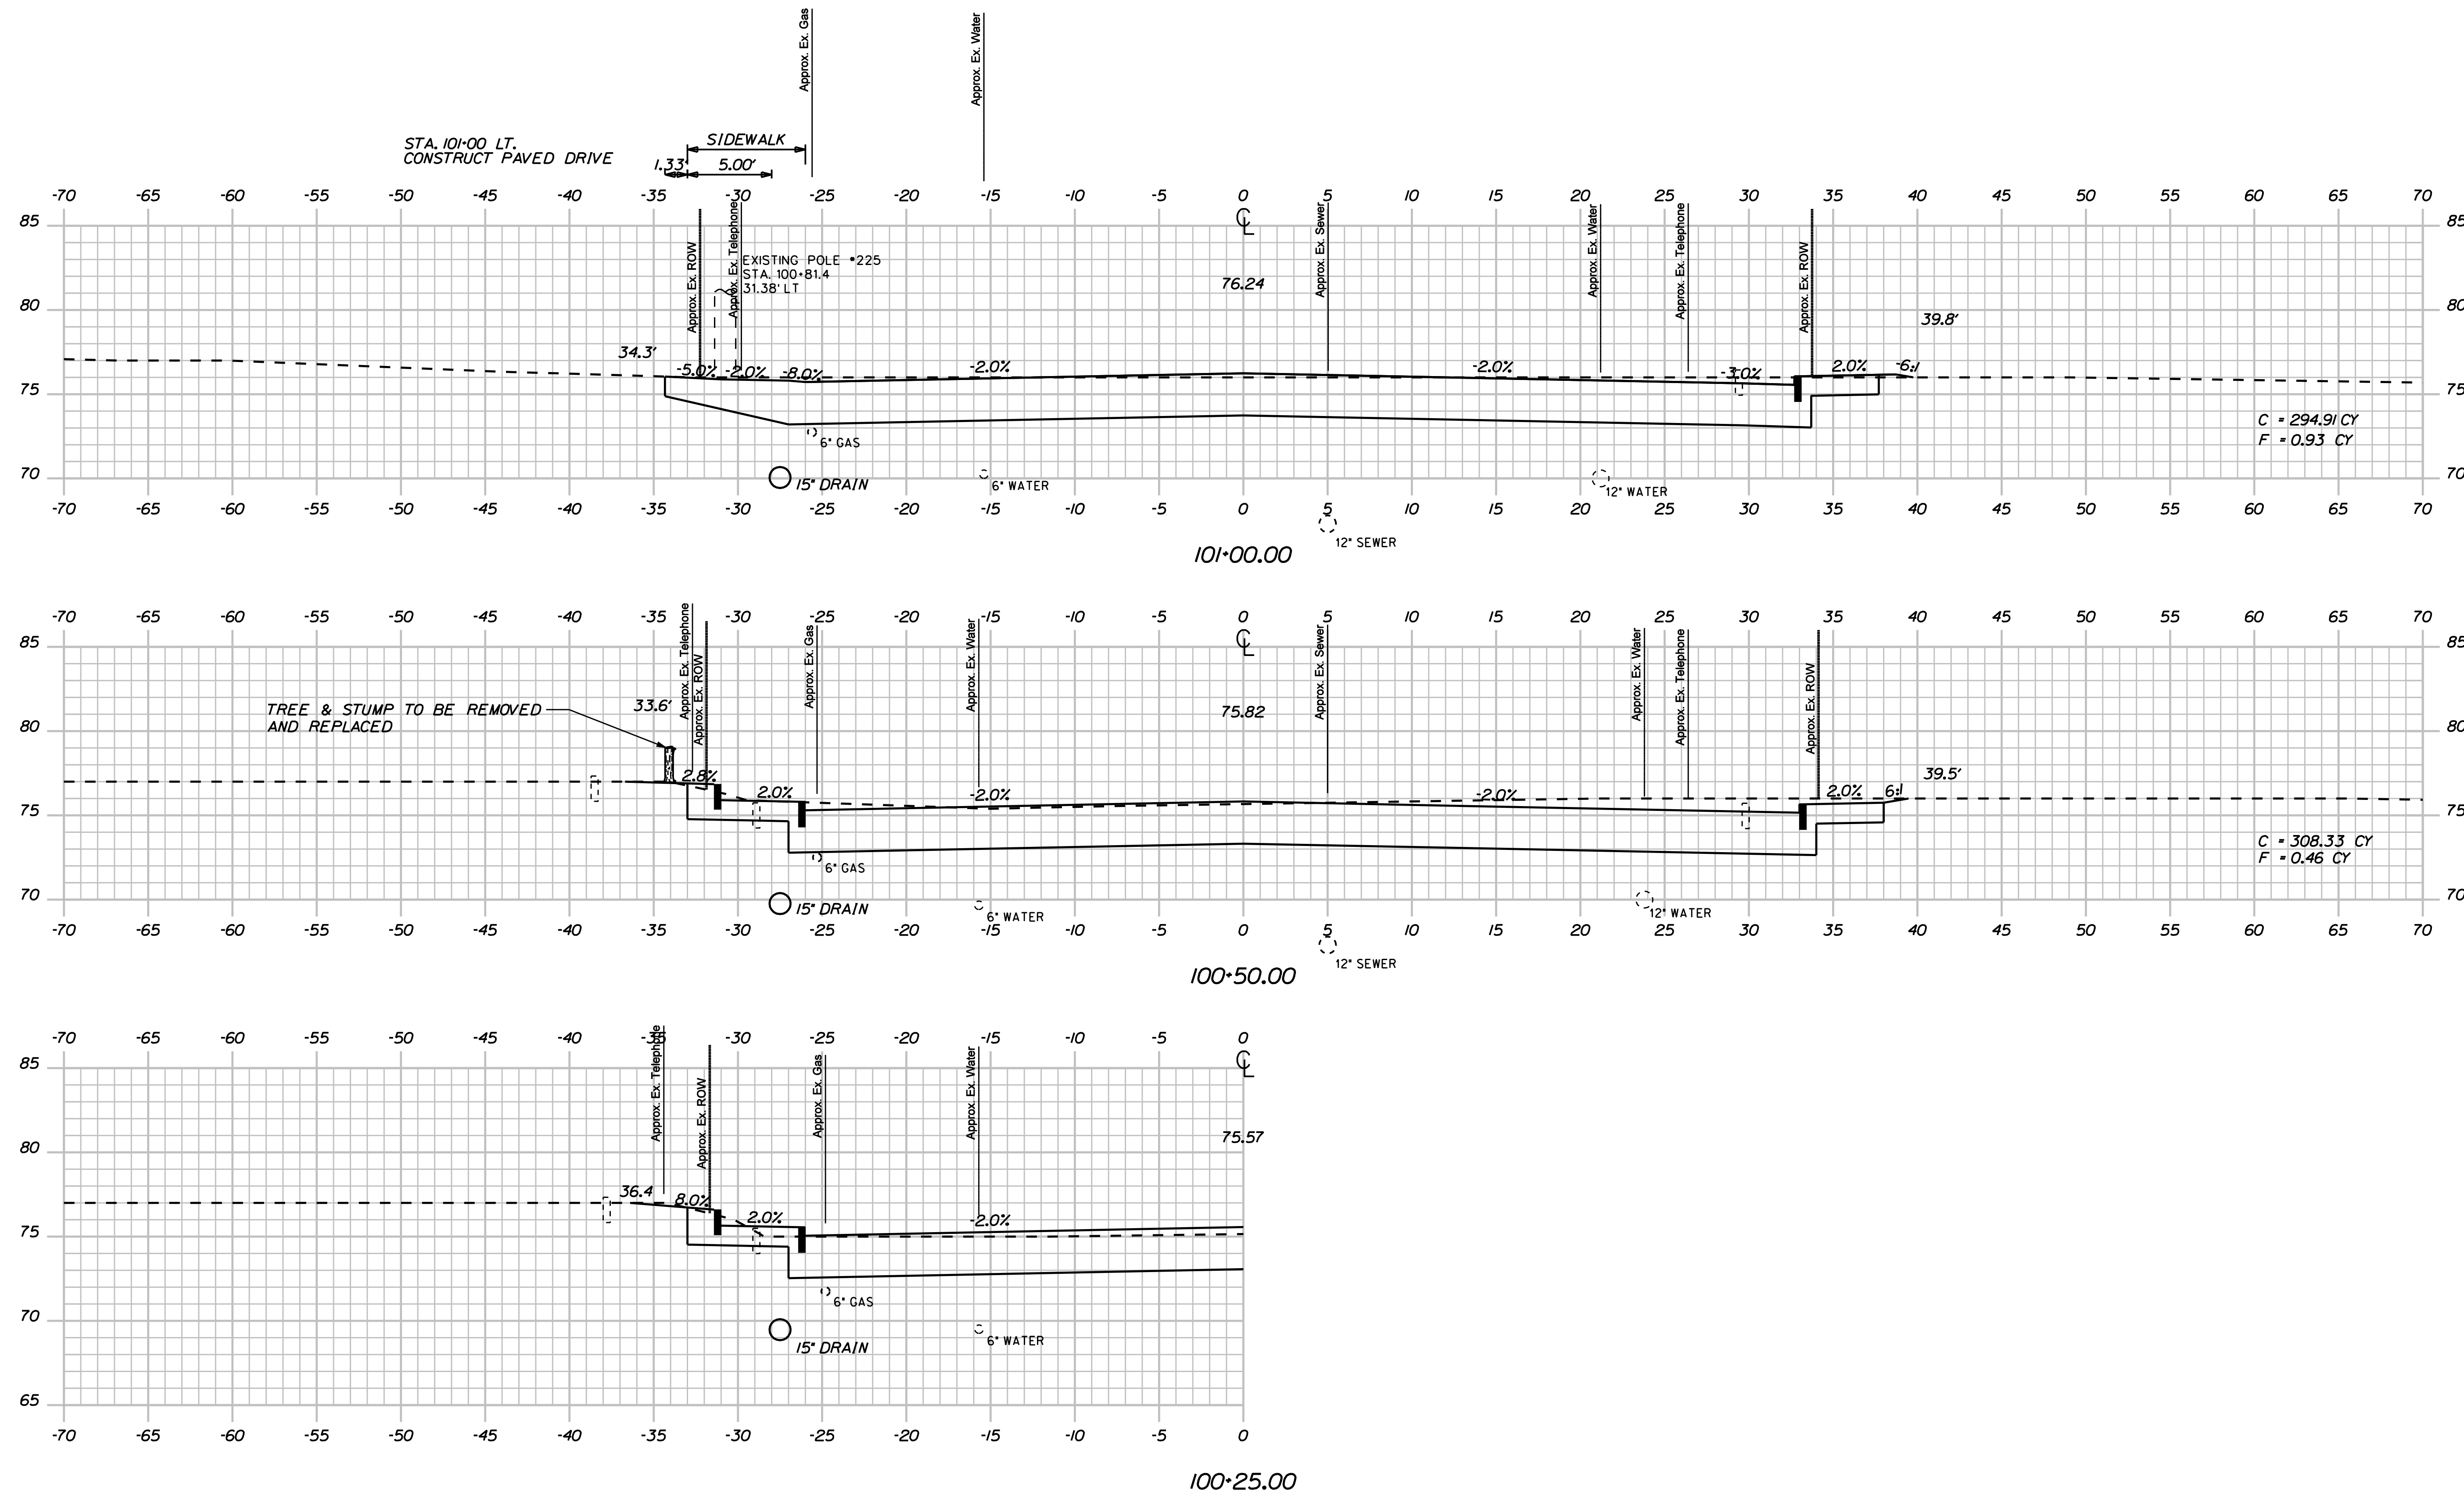 Approx. Ex. Gas
Approx. Ex. Water
STA. 101+00 LT.
CONSTRUCT PAVED DRIVE
SIDEWALK
1.33' 5.00'
-70 -65 -60 -55 -50 -45 -40 -35 -30 -25 -20 -15 -10 -5 0 5 10 15 20 25 30 35 40 45 50 55 60 65 70
85 85
Approx. Ex. ROW
Approx. Ex. Telephone
EXISTING POLE #225
STA. 100+81.4
31.38' LT
CL
76.24
Approx. Ex. Sewer
Approx. Ex. Water
Approx. Ex. Telephone
Approx. Ex. ROW
80 80
39.8'
34.3'
-5.0% -2.0% -8.0% -2.0% -2.0% -3.0% 2.0% -6:1
75 75
C = 294.91 CY
F = 0.93 CY
6" GAS
70 70
15" DRAIN
6" WATER
12" WATER
-70 -65 -60 -55 -50 -45 -40 -35 -30 -25 -20 -15 -10 -5 0 5 10 15 20 25 30 35 40 45 50 55 60 65 70
12" SEWER
101+00.00
-70 -65 -60 -55 -50 -45 -40 -35 -30 -25 -20 -15 -10 -5 0 5 10 15 20 25 30 35 40 45 50 55 60 65 70
85 85
Approx. Ex. Telephone
Approx. Ex. ROW
Approx. Ex. Gas
Approx. Ex. Water
CL
Approx. Ex. Sewer
Approx. Ex. Water
Approx. Ex. Telephone
Approx. Ex. ROW
TREE & STUMP TO BE REMOVED
AND REPLACED
33.6'
75.82
80 80
39.5'
2.8% 2.0% -2.0% -2.0% 2.0% 6:1
75 75
C = 308.33 CY
F = 0.46 CY
6" GAS
70 70
15" DRAIN
6" WATER
12" WATER
-70 -65 -60 -55 -50 -45 -40 -35 -30 -25 -20 -15 -10 -5 0 5 10 15 20 25 30 35 40 45 50 55 60 65 70
12" SEWER
100+50.00
-70 -65 -60 -55 -50 -45 -40 -35 -30 -25 -20 -15 -10 -5 0
85
Approx. Ex. Telephone
Approx. Ex. ROW
Approx. Ex. Gas
Approx. Ex. Water
CL
75.57
80
36.4
8.0% 2.0% -2.0%
75
6" GAS
70
15" DRAIN
6" WATER
65
-70 -65 -60 -55 -50 -45 -40 -35 -30 -25 -20 -15 -10 -5 0
100+25.00